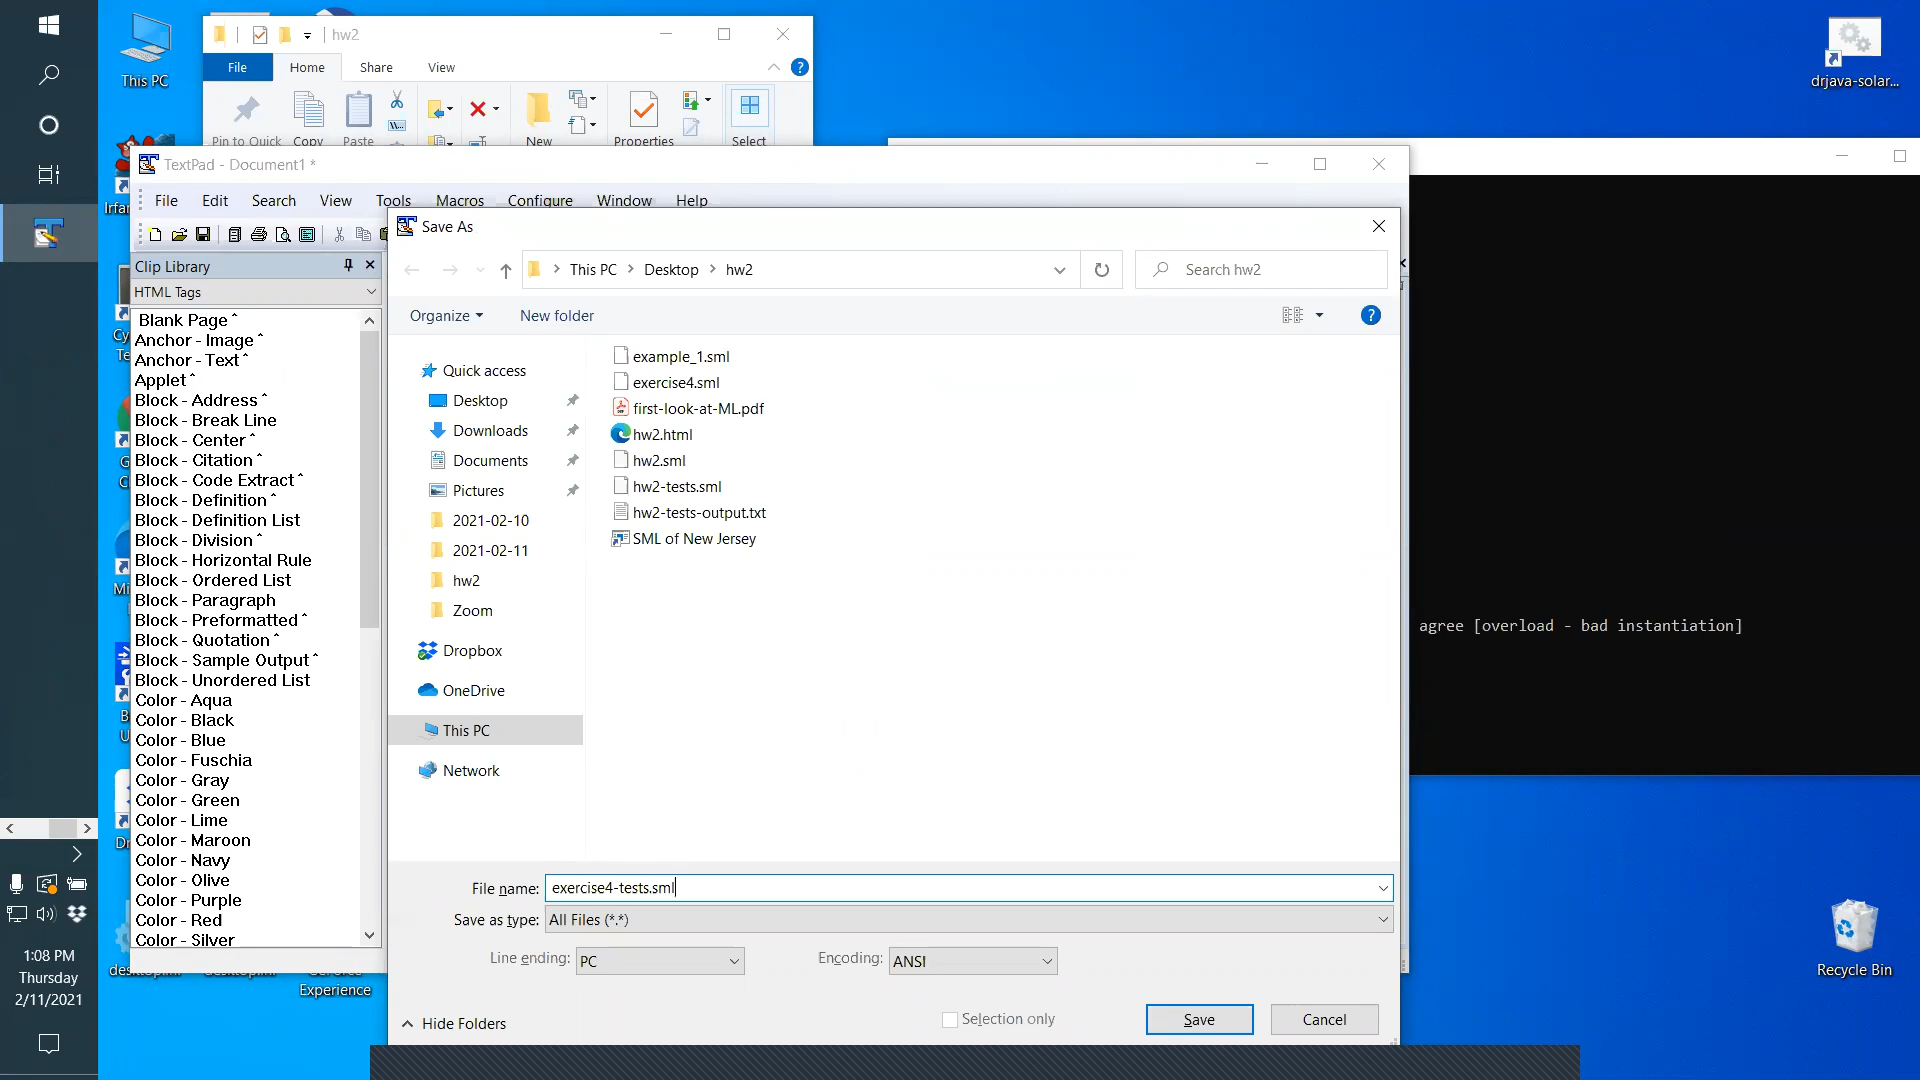 This PC
hw2
File
Home
Share
View
Pin to Quick
Copy
Paste
New
Properties
Select
drjava-solar...
TextPad - Document1 *
File
Edit
Search
View
Tools
Macros
Configure
Window
Help
Clip Library
HTML Tags
Blank Page ^
Anchor - Image ^
Anchor - Text ^
Applet ^
Block - Address ^
Block - Break Line
Block - Center ^
Block - Citation ^
Block - Code Extract ^
Block - Definition ^
Block - Definition List
Block - Division ^
Block - Horizontal Rule
Block - Ordered List
Block - Paragraph
Block - Preformatted ^
Block - Quotation ^
Block - Sample Output ^
Block - Unordered List
Color - Aqua
Color - Black
Color - Blue
Color - Fuschia
Color - Gray
Color - Green
Color - Lime
Color - Maroon
Color - Navy
Color - Olive
Color - Purple
Color - Red
Color - Silver
Save As
This PC > Desktop > hw2
Search hw2
Organize
New folder
Quick access
Desktop
Downloads
Documents
Pictures
2021-02-10
2021-02-11
hw2
Zoom
Dropbox
OneDrive
This PC
Network
example_1.sml
exercise4.sml
first-look-at-ML.pdf
hw2.html
hw2.sml
hw2-tests.sml
hw2-tests-output.txt
SML of New Jersey
File name: exercise4-tests.sml
Save as type: All Files (*.*)
Line ending: PC
Encoding: ANSI
Hide Folders
Selection only
Save
Cancel
agree [overload - bad instantiation]
Recycle Bin
Experience
1:08 PM
Thursday
2/11/2021